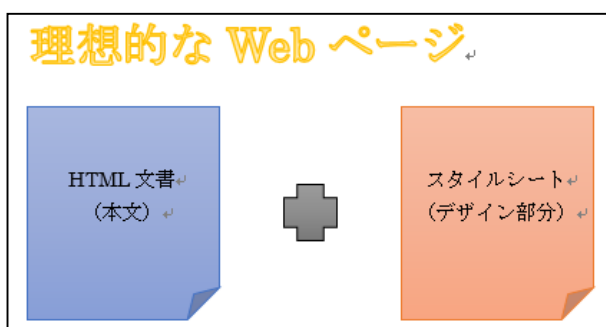 理想的な Web ページ
HTML 文書
（本文）
スタイルシート
（デザイン部分）